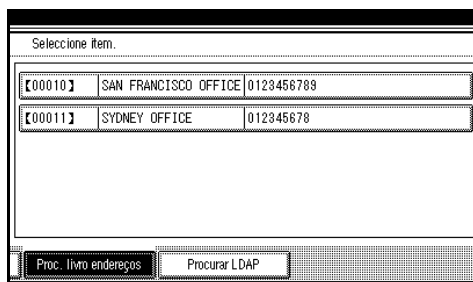 Seleccione item.
【00010】 SAN FRANCISCO OFFICE 0123456789
【00011】 SYDNEY OFFICE 012345678
Proc. livro endereços Procurar LDAP